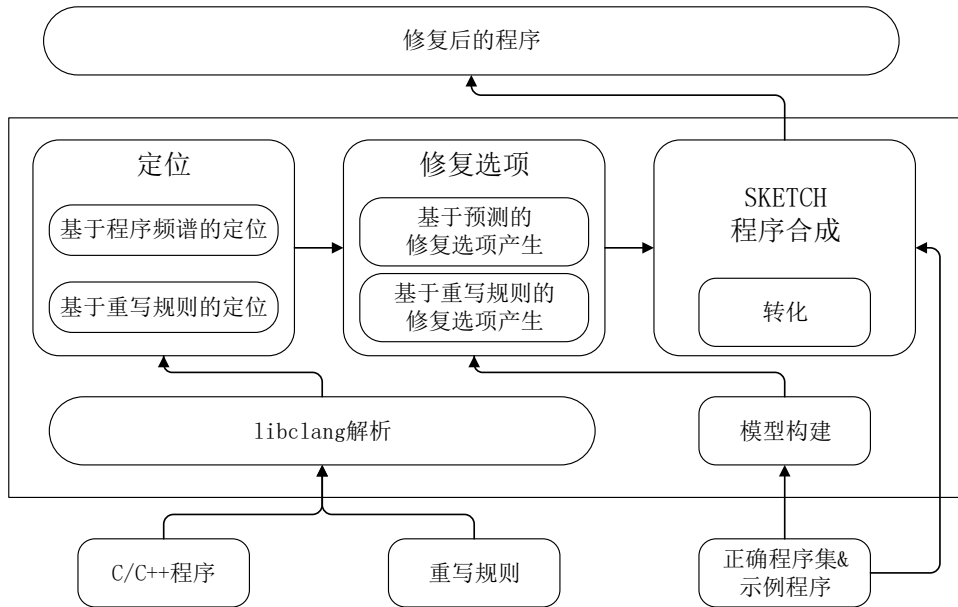 修复后的程序
定位
基于程序频谱的定位
基于重写规则的定位
修复选项
基于预测的
修复选项产生
基于重写规则的
修复选项产生
SKETCH
程序合成
转化
libclang解析
模型构建
C/C++程序
重写规则
正确程序集&
示例程序